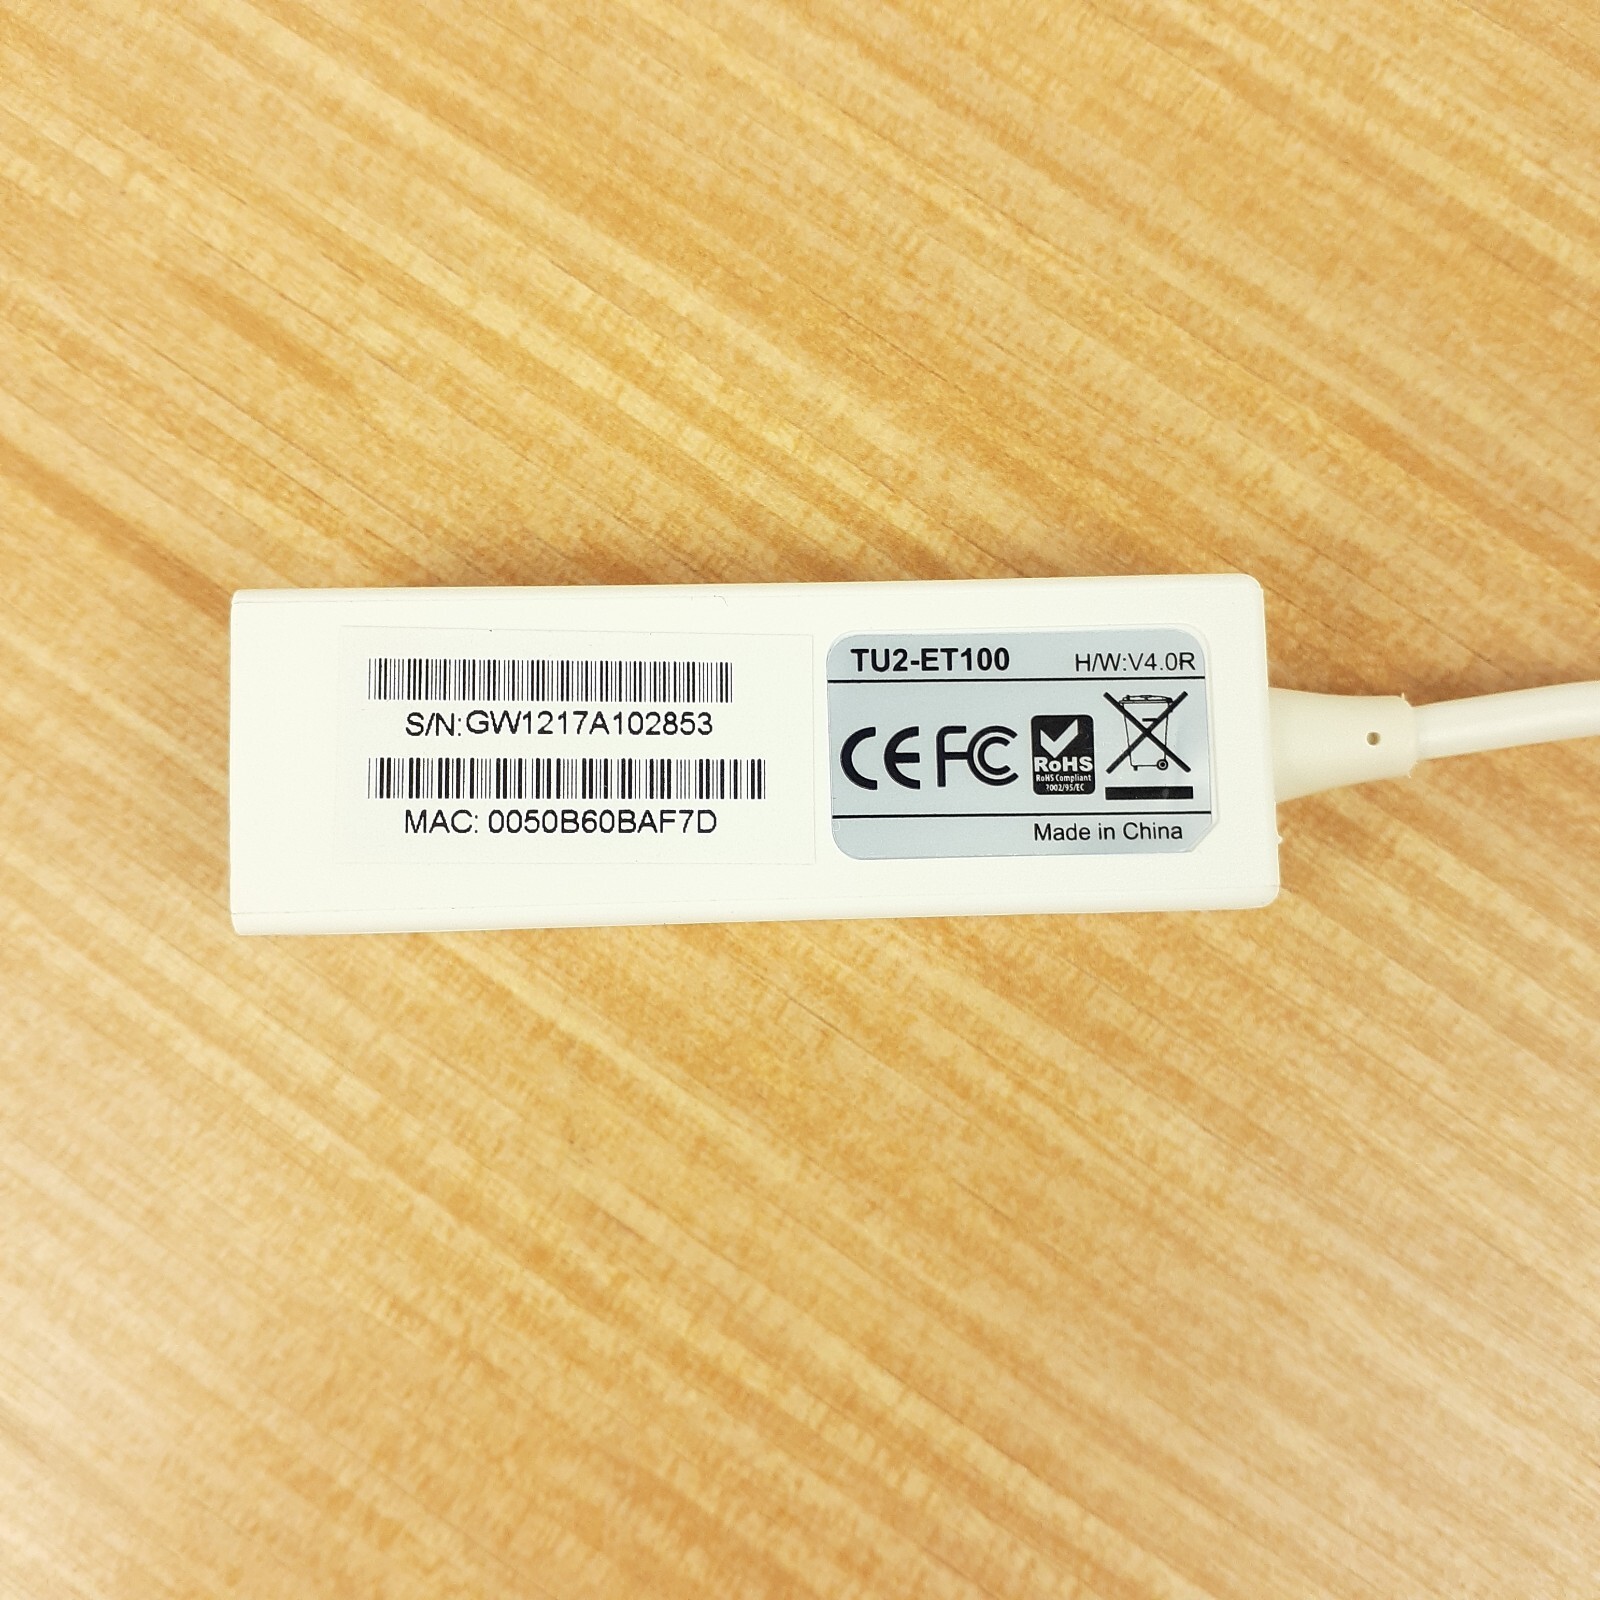 S/N:GW1217A102853
MAC: 0050B60BAF7D
TU2-ET100 H/W:V4.0R
CE FC
RoHS
RoHS Compliant
2002/95/EC
Made in China